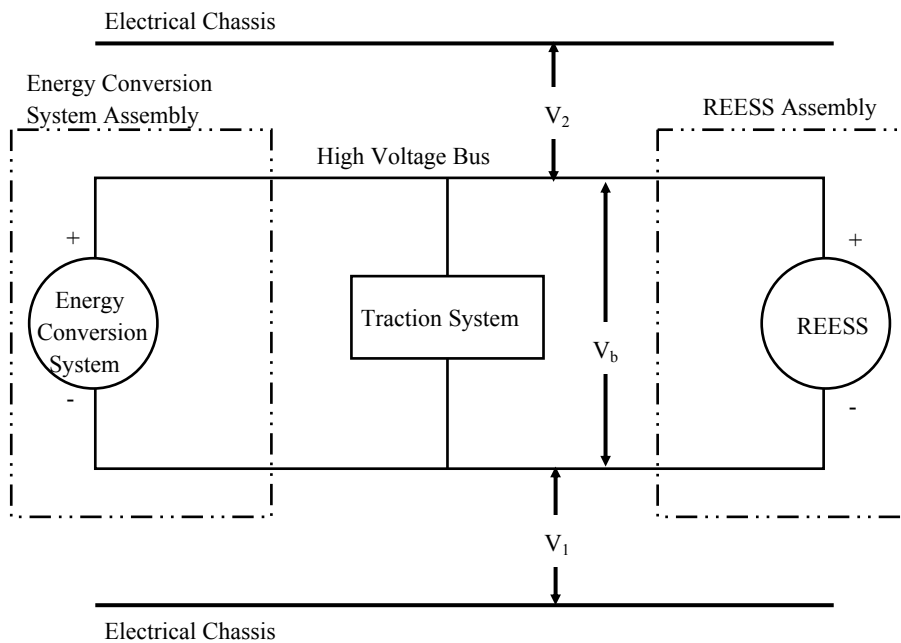 Electrical Chassis
Energy Conversion
System Assembly
V₂
REESS Assembly
High Voltage Bus
+
+
Energy
Conversion
System
Traction System
REESS
V_b
-
-
V₁
Electrical Chassis